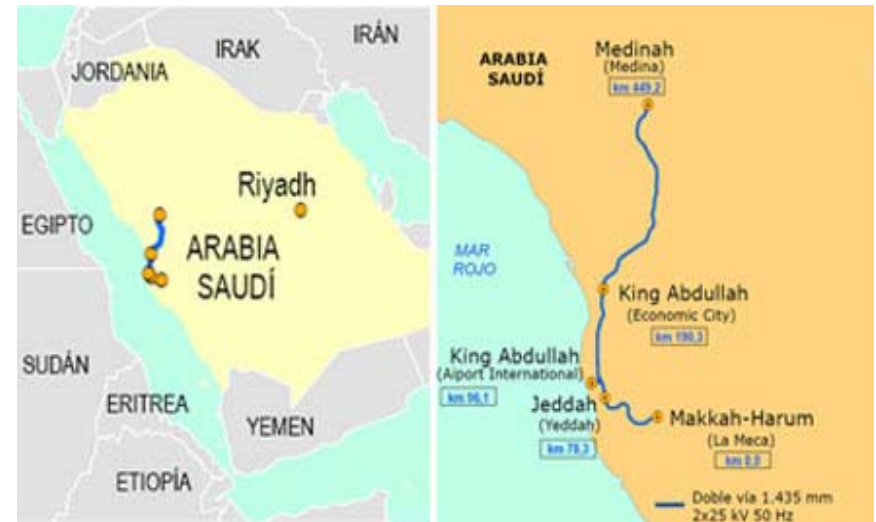 IRÁN
IRAK
JORDANIA
Riyadh
EGIPTO
ARABIA
SAUDÍ
SUDÁN
ERITREA
YEMEN
ETIOPÍA
ARABIA
SAUDÍ
Medinah
(Medina)
km 449,2
MAR
ROJO
King Abdullah
(Economic City)
km 190,3
King Abdullah
(Aiport International)
km 96,1
Jeddah
(Yeddah)
km 78,3
Makkah-Harum
(La Meca)
km 0,0
Doble vía 1.435 mm
2x25 kV 50 Hz